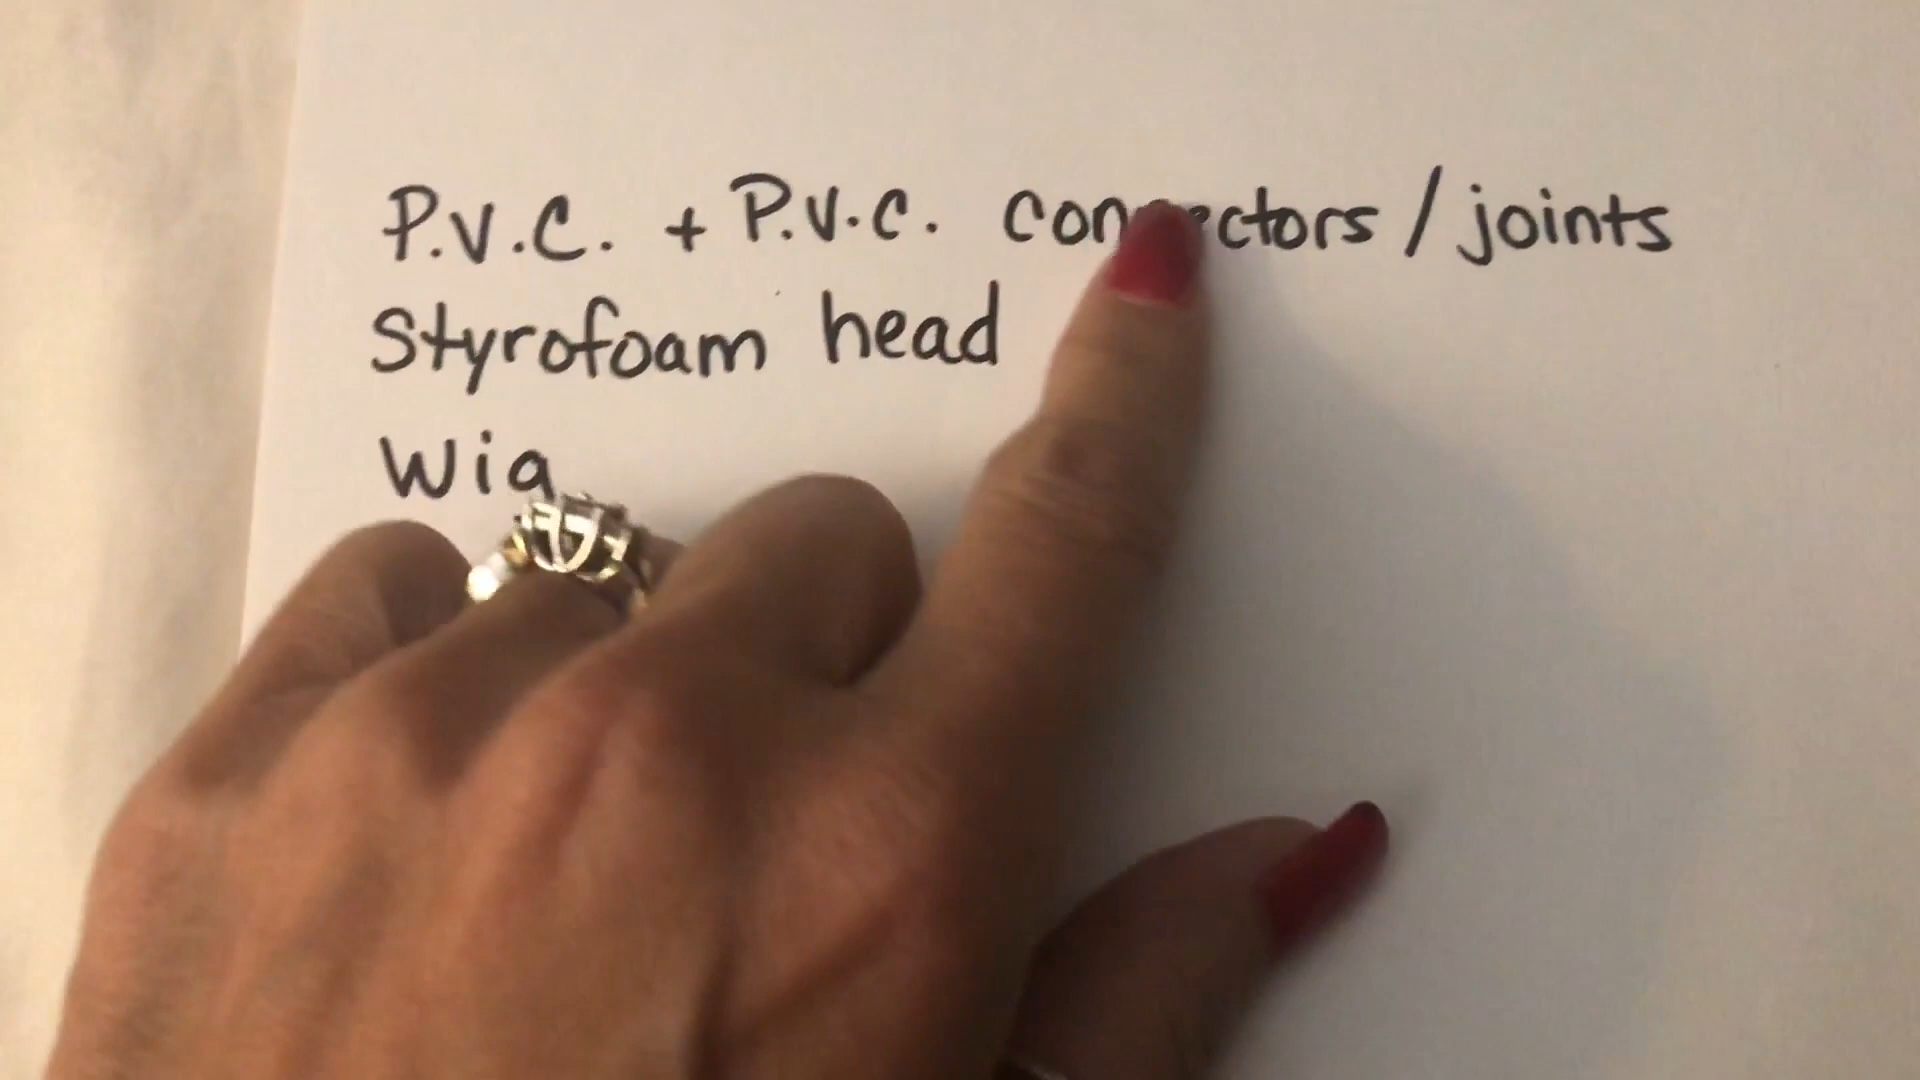 P.V.C. + P.V.C. connectors / joints
Styrofoam head
Wig